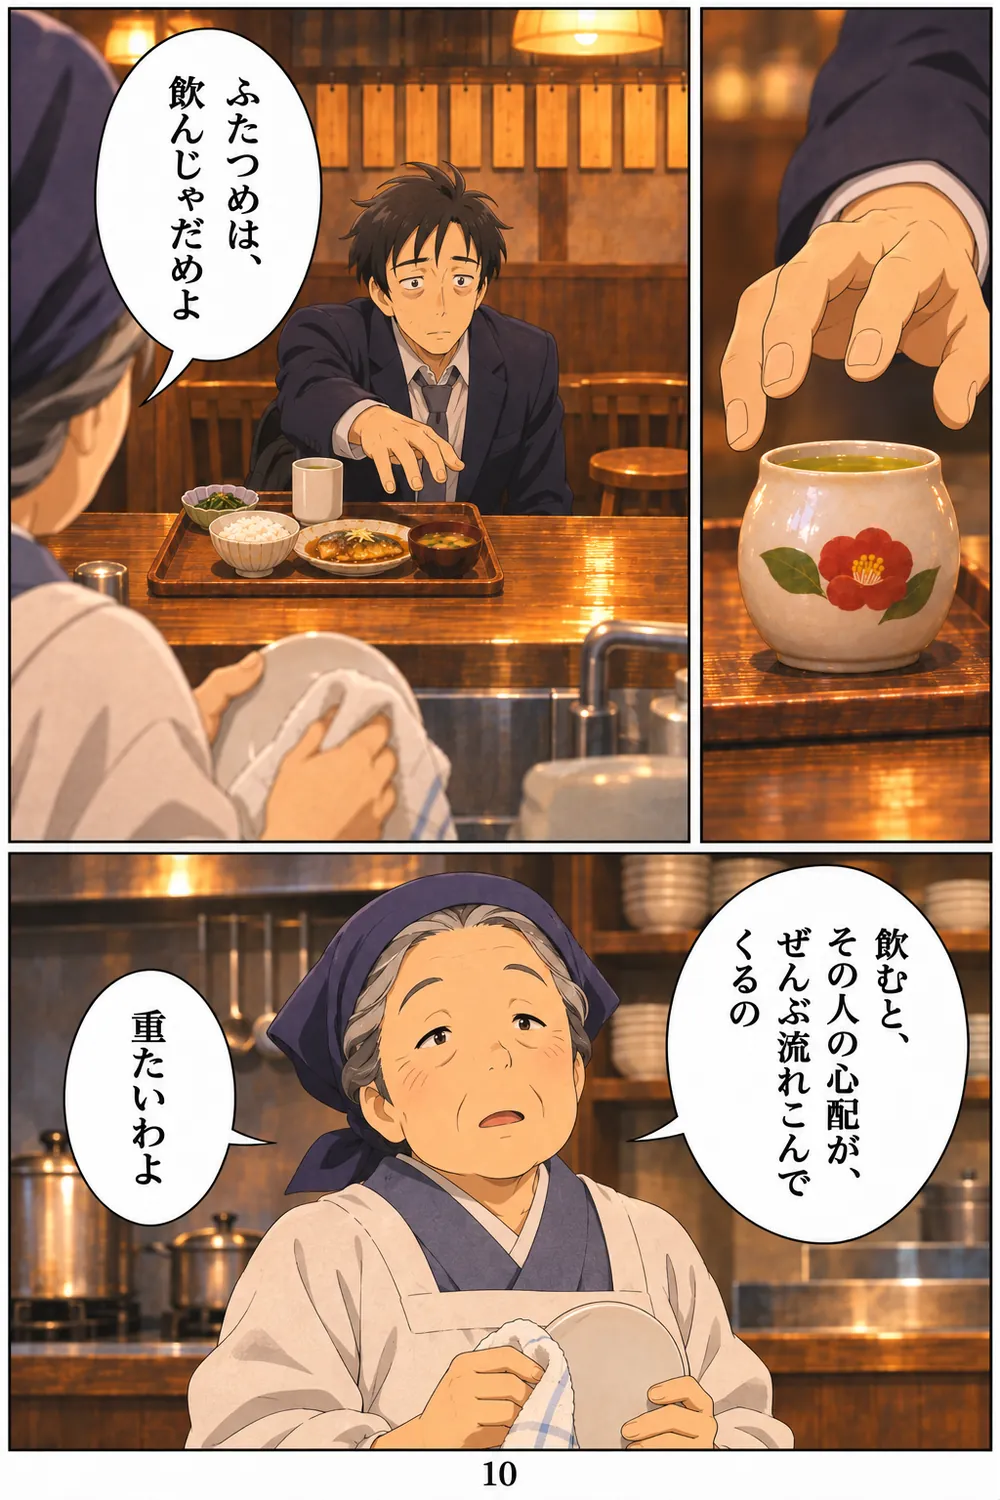 ふたつめは、
飲んじゃだめよ
飲むと、
その人の心配が、
ぜんぶ流れこんで
くるの
重たいわよ
10